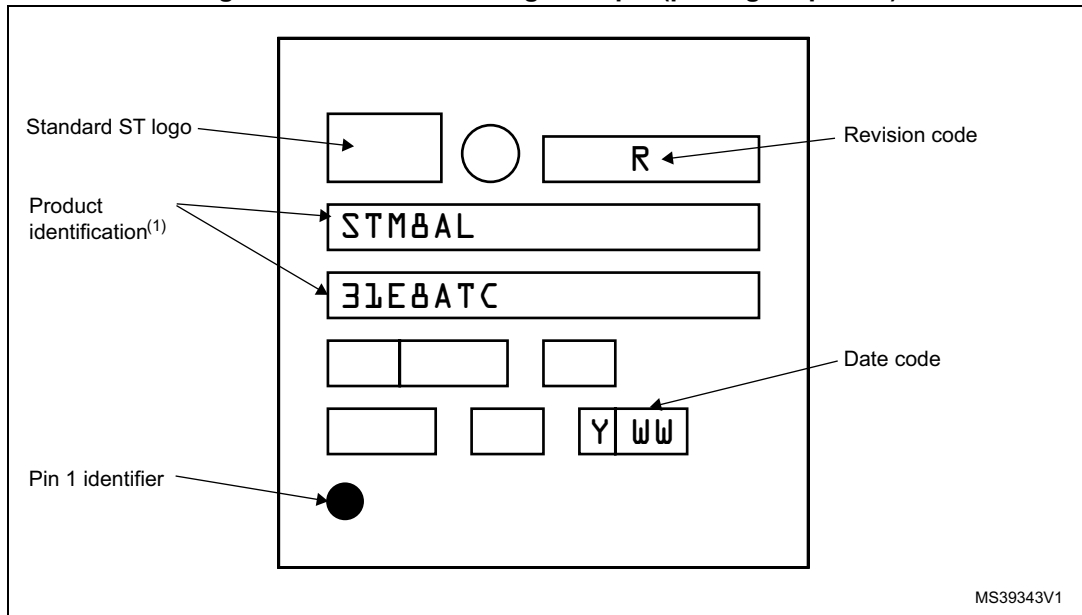 Standard ST logo
R
Revision code
Product
identification(1)
STM8AL
31E8ATC
Date code
Y WW
Pin 1 identifier
MS39343V1